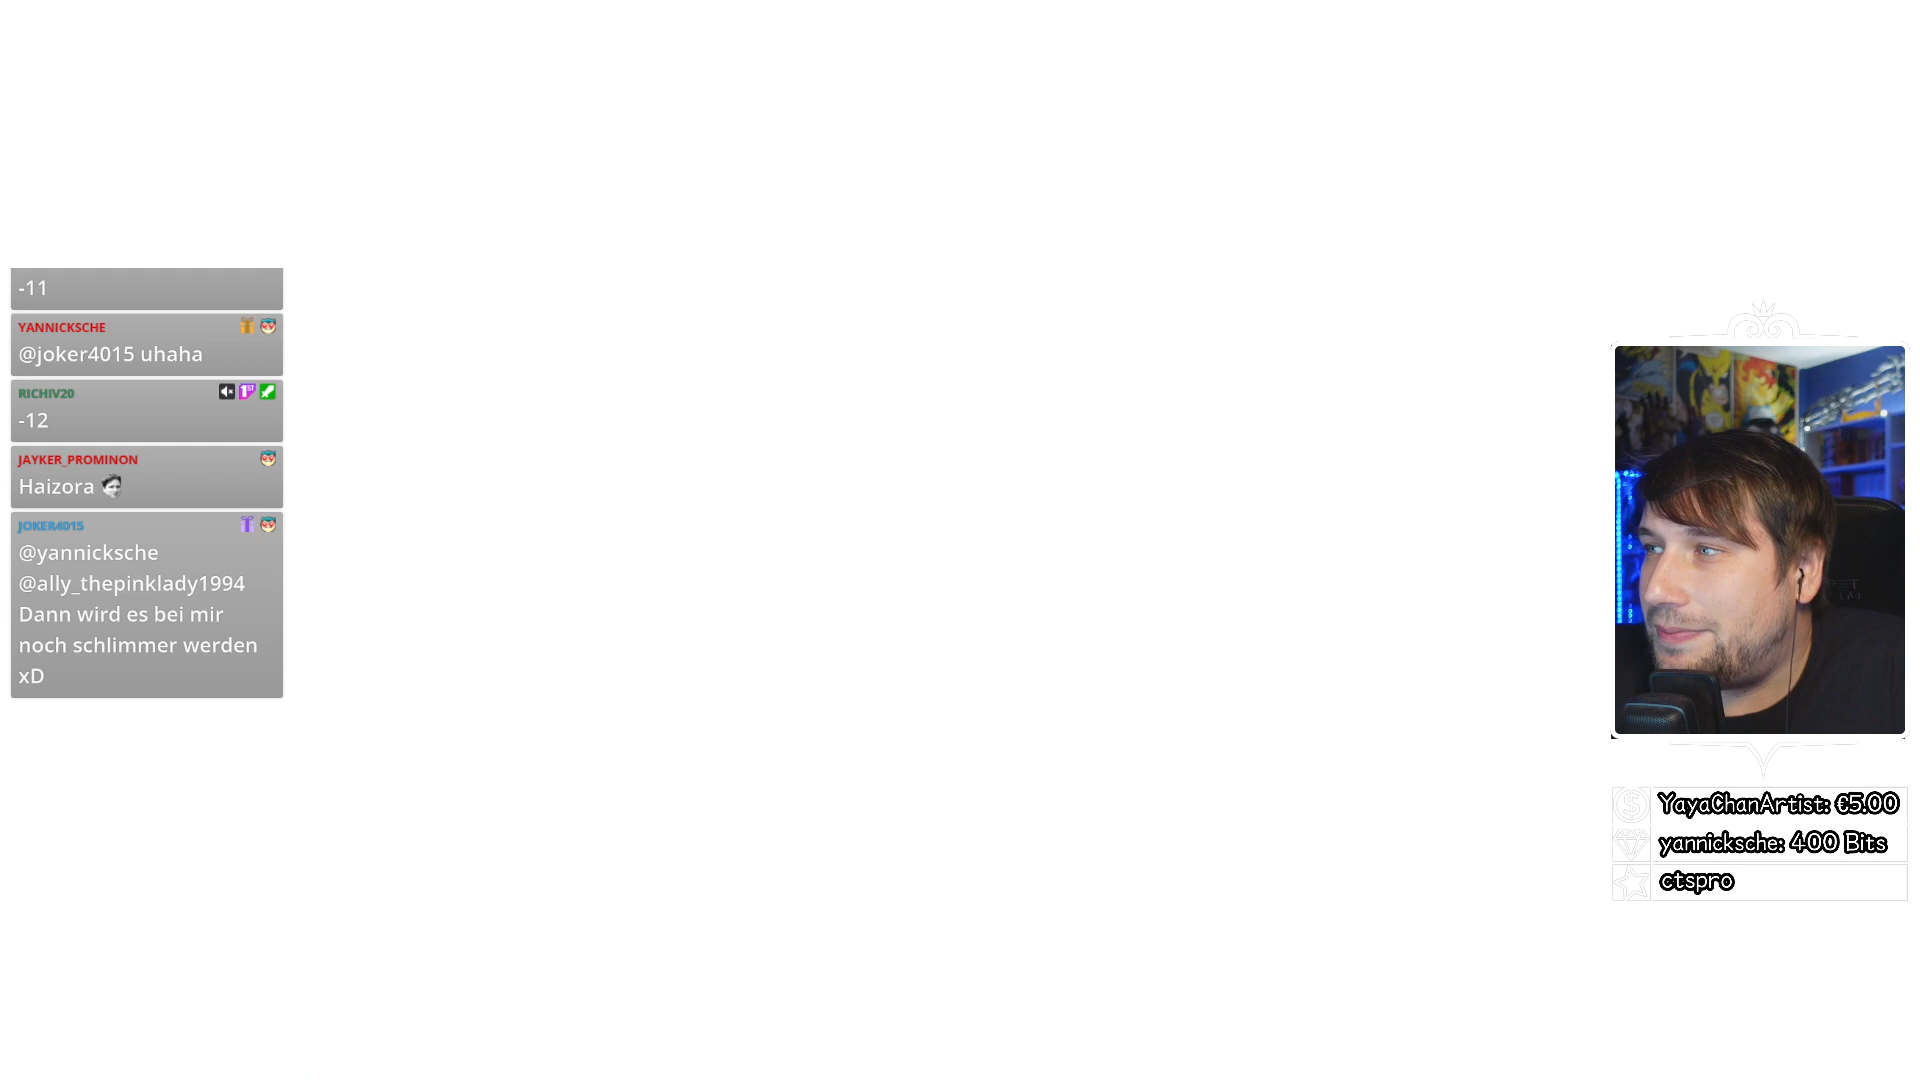 -11
YANNICKSCHE
@joker4015 uhaha
RICHIV20
-12
JAYKER_PROMINON
Haizora
JOKER4015
@yannicksche
@ally_thepinklady1994
Dann wird es bei mir
noch schlimmer werden
xD
YayaChanArtist: €5.00
yannicksche: 400 Bits
ctspro